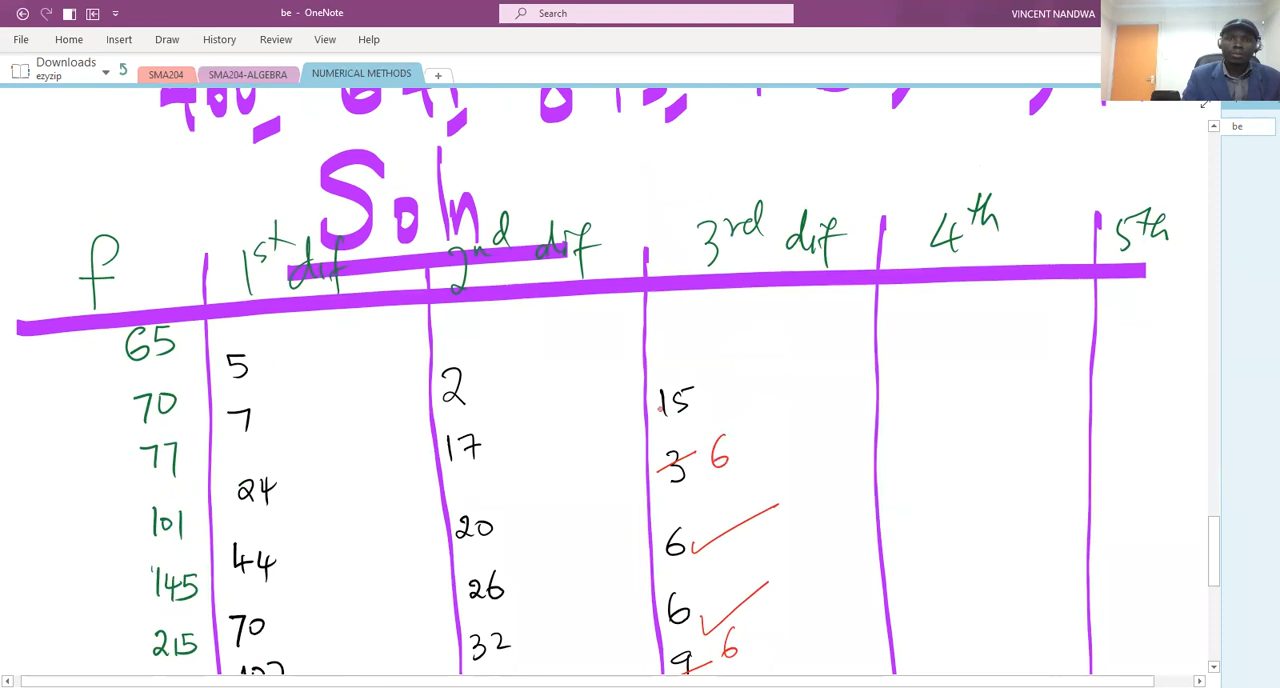 be - OneNote
Search
VINCENT NANDWA
File Home Insert Draw History Review View Help
Downloads
ezyzip
SMA204 SMA204-ALGEBRA NUMERICAL METHODS +
be
Soln
f 1st dif 2nd dif 3rd dif 4th 5th
65
5
70 2
7 15
77 17
3 6
24
101 20
6
44
145 26
6
70
215 32
9 6